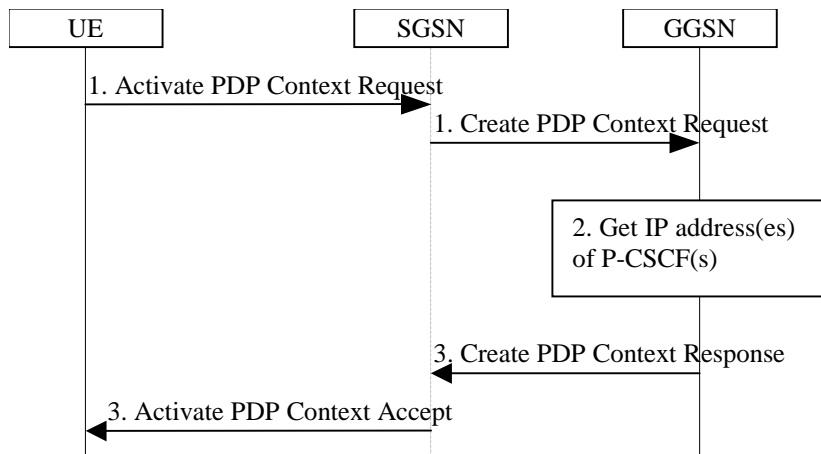 UE
SGSN
GGSN
1. Activate PDP Context Request
1. Create PDP Context Request
2. Get IP address(es)
of P-CSCF(s)
3. Create PDP Context Response
3. Activate PDP Context Accept